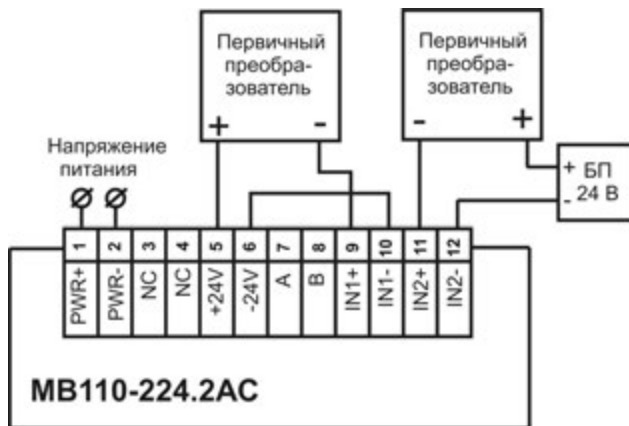 Первичный
преобра-
зователь
+ -
Первичный
преобра-
зователь
- +
Напряжение
питания
+ БП
- 24 В
1 2 3 4 5 6 7 8 9 10 11 12
PWR+ PWR- NC NC +24V -24V A B IN1+ IN1- IN2+ IN2-
МВ110-224.2АС